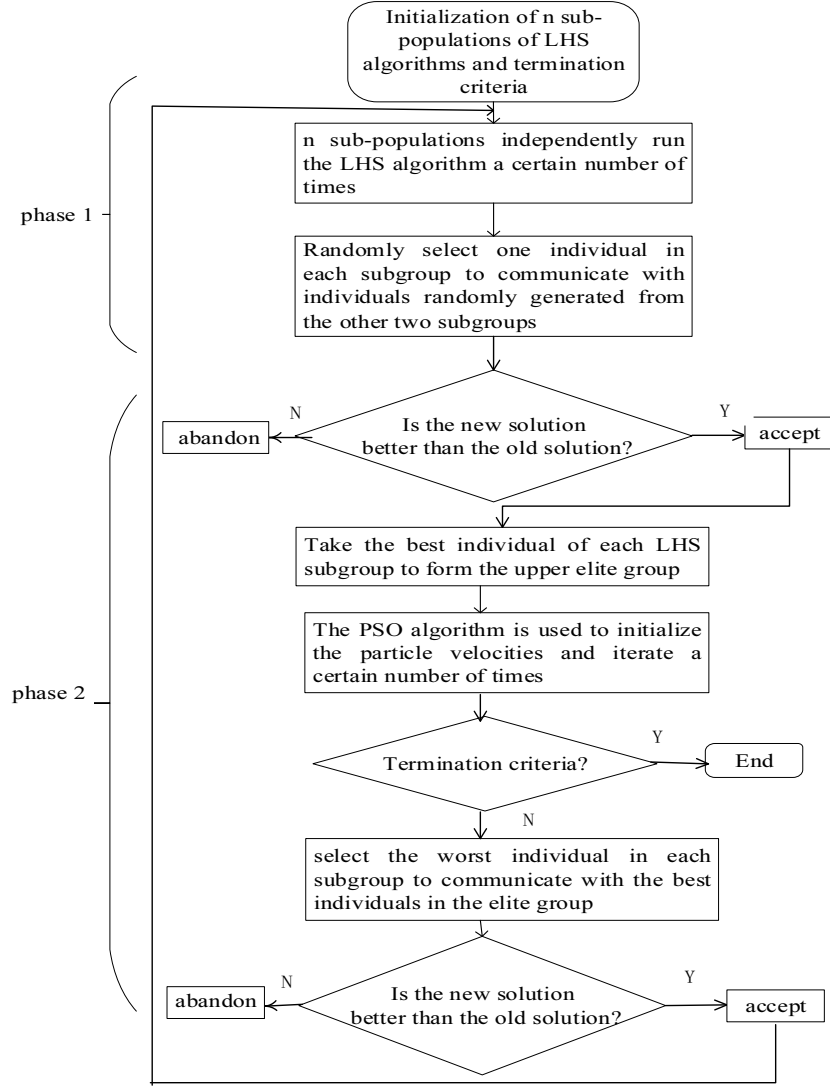 Initialization of n sub-
populations of LHS
algorithms and termination
criteria
n sub-populations independently run
the LHS algorithm a certain number of
times
phase 1
Randomly select one individual in
each subgroup to communicate with
individuals randomly generated from
the other two subgroups
N
Y
Is the new solution
better than the old solution?
abandon
accept
Take the best individual of each LHS
subgroup to form the upper elite group
The PSO algorithm is used to initialize
the particle velocities and iterate a
certain number of times
phase 2
Termination criteria?
Y
End
N
select the worst individual in each
subgroup to communicate with the best
individuals in the elite group
N
Y
Is the new solution
better than the old solution?
abandon
accept